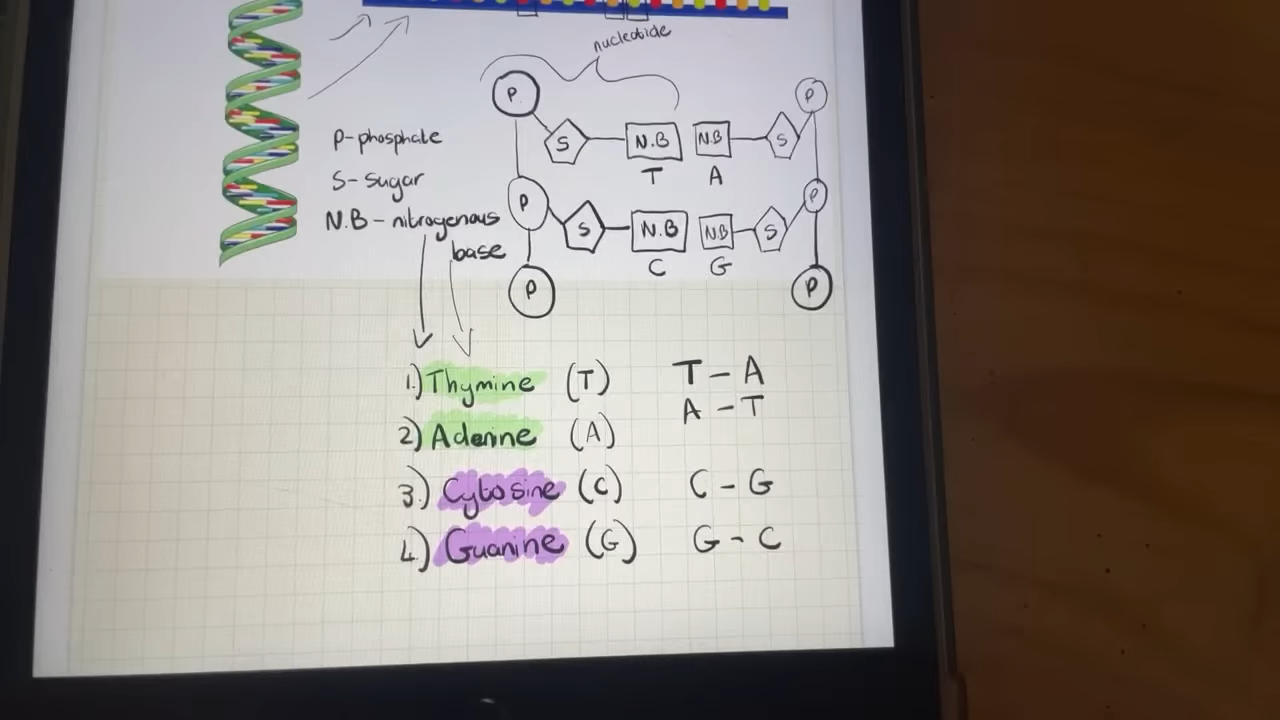 nucleotide
P P
S N.B N.B S
T A
P-phosphate
S-sugar
N.B-nitrogenous
base
P P
S N.B N.B S
C G
P P
1.) Thymine (T) T-A
A-T
2) Adenine (A)
3.) Cytosine (C) C-G
4.) Guanine (G) G-C